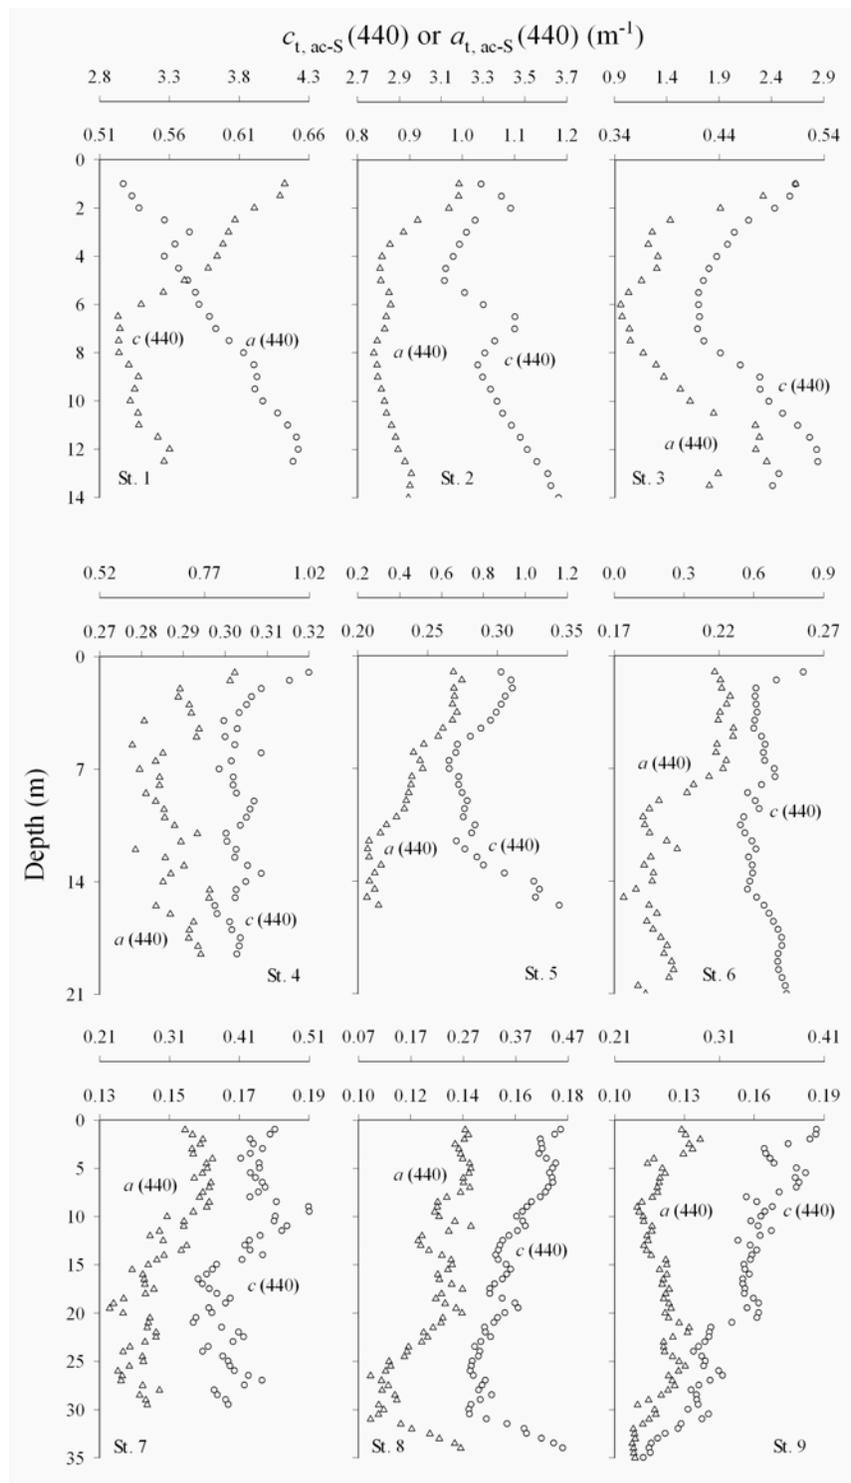 c t, ac-S (440) or a t, ac-S (440) (m-1)
2.8 3.3 3.8 4.3 2.7 2.9 3.1 3.3 3.5 3.7 0.9 1.4 1.9 2.4 2.9
0.51 0.56 0.61 0.66 0.8 0.9 1.0 1.1 1.2 0.34 0.44 0.54
0
2
4
6
c (440) a (440)
8 a (440) c (440)
c (440)
10
a (440)
12
St. 1 St. 2 St. 3
14
0.52 0.77 1.02 0.2 0.4 0.6 0.8 1.0 1.2 0.0 0.3 0.6 0.9
0.27 0.28 0.29 0.30 0.31 0.32 0.20 0.25 0.30 0.35 0.17 0.22 0.27
0
7 a (440)
c (440)
Depth (m)
a (440) c (440)
14
c (440)
a (440)
St. 4 St. 5 St. 6
21
0.21 0.31 0.41 0.51 0.07 0.17 0.27 0.37 0.47 0.21 0.31 0.41
0.13 0.15 0.17 0.19 0.10 0.12 0.14 0.16 0.18 0.10 0.13 0.16 0.19
0
5
a (440) a (440)
10 a (440) c (440)
c (440)
15
c (440)
20
25
30
St. 7 St. 8 St. 9
35